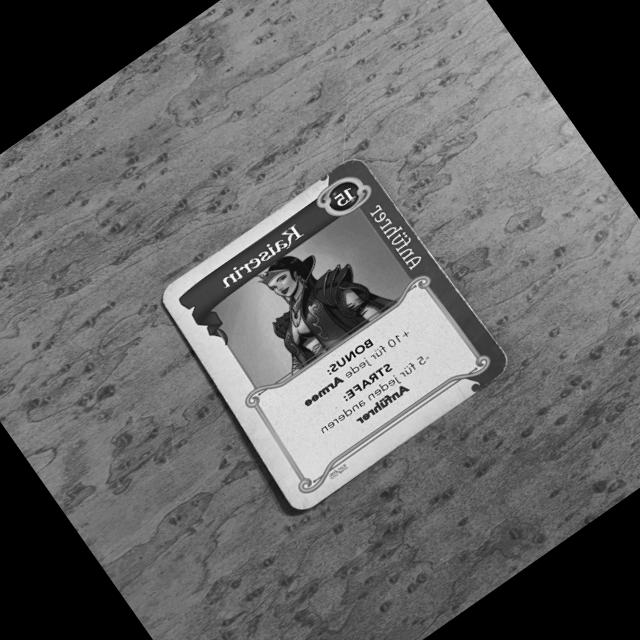 15
Kaiserin
Anführer
BONUS:
+10 für jede Armee
STRAFE:
-5 für jeden anderen
Anführer